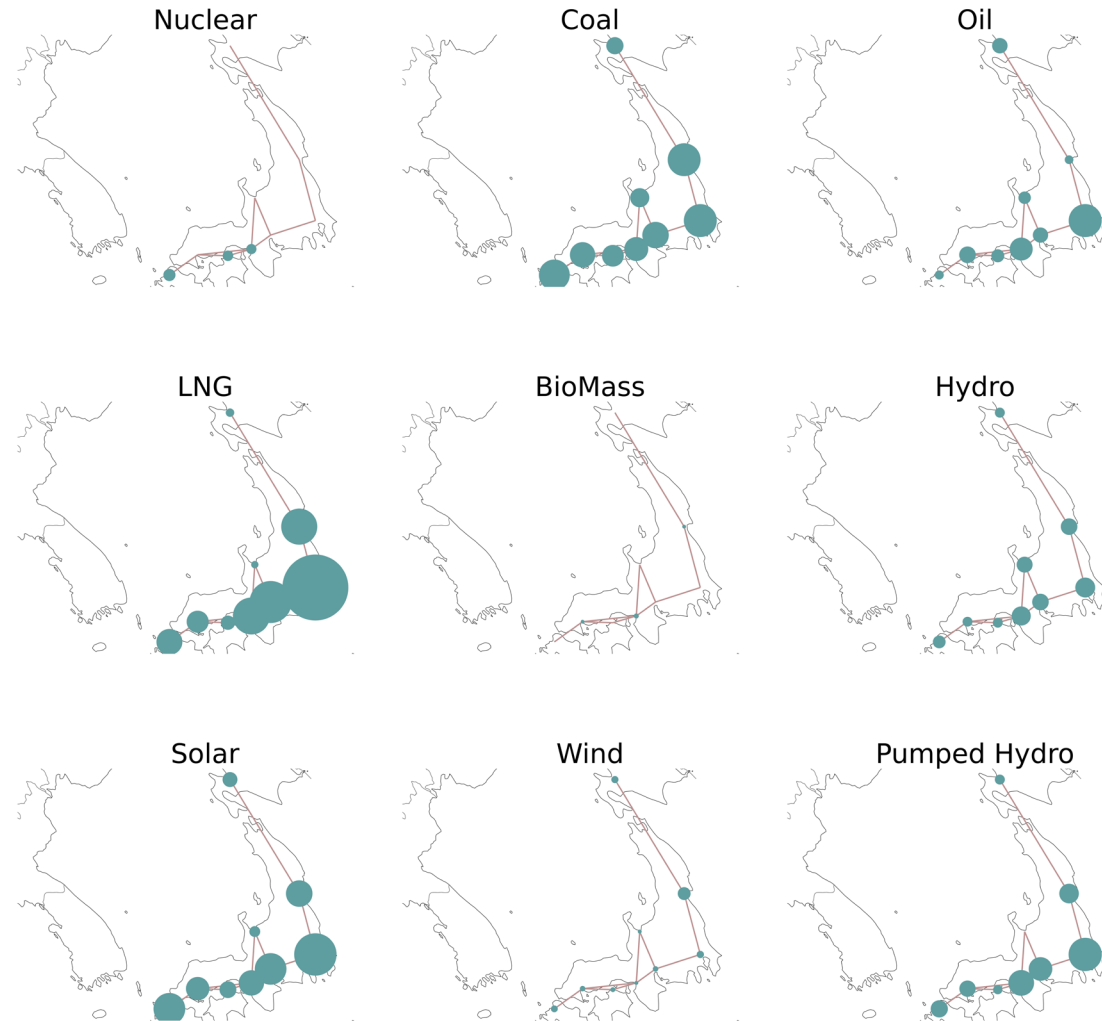 Nuclear
Coal
Oil
LNG
BioMass
Hydro
Solar
Wind
Pumped Hydro